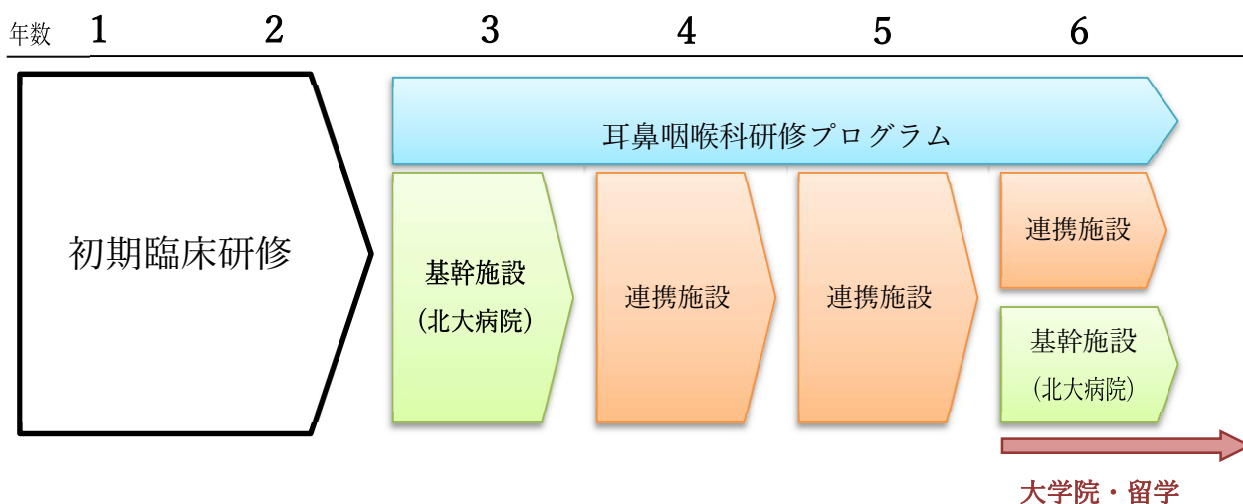 年数 1 2 3 4 5 6
耳鼻咽喉科研修プログラム
初期臨床研修
基幹施設
(北大病院)
連携施設
連携施設
連携施設
基幹施設
(北大病院)
大学院・留学